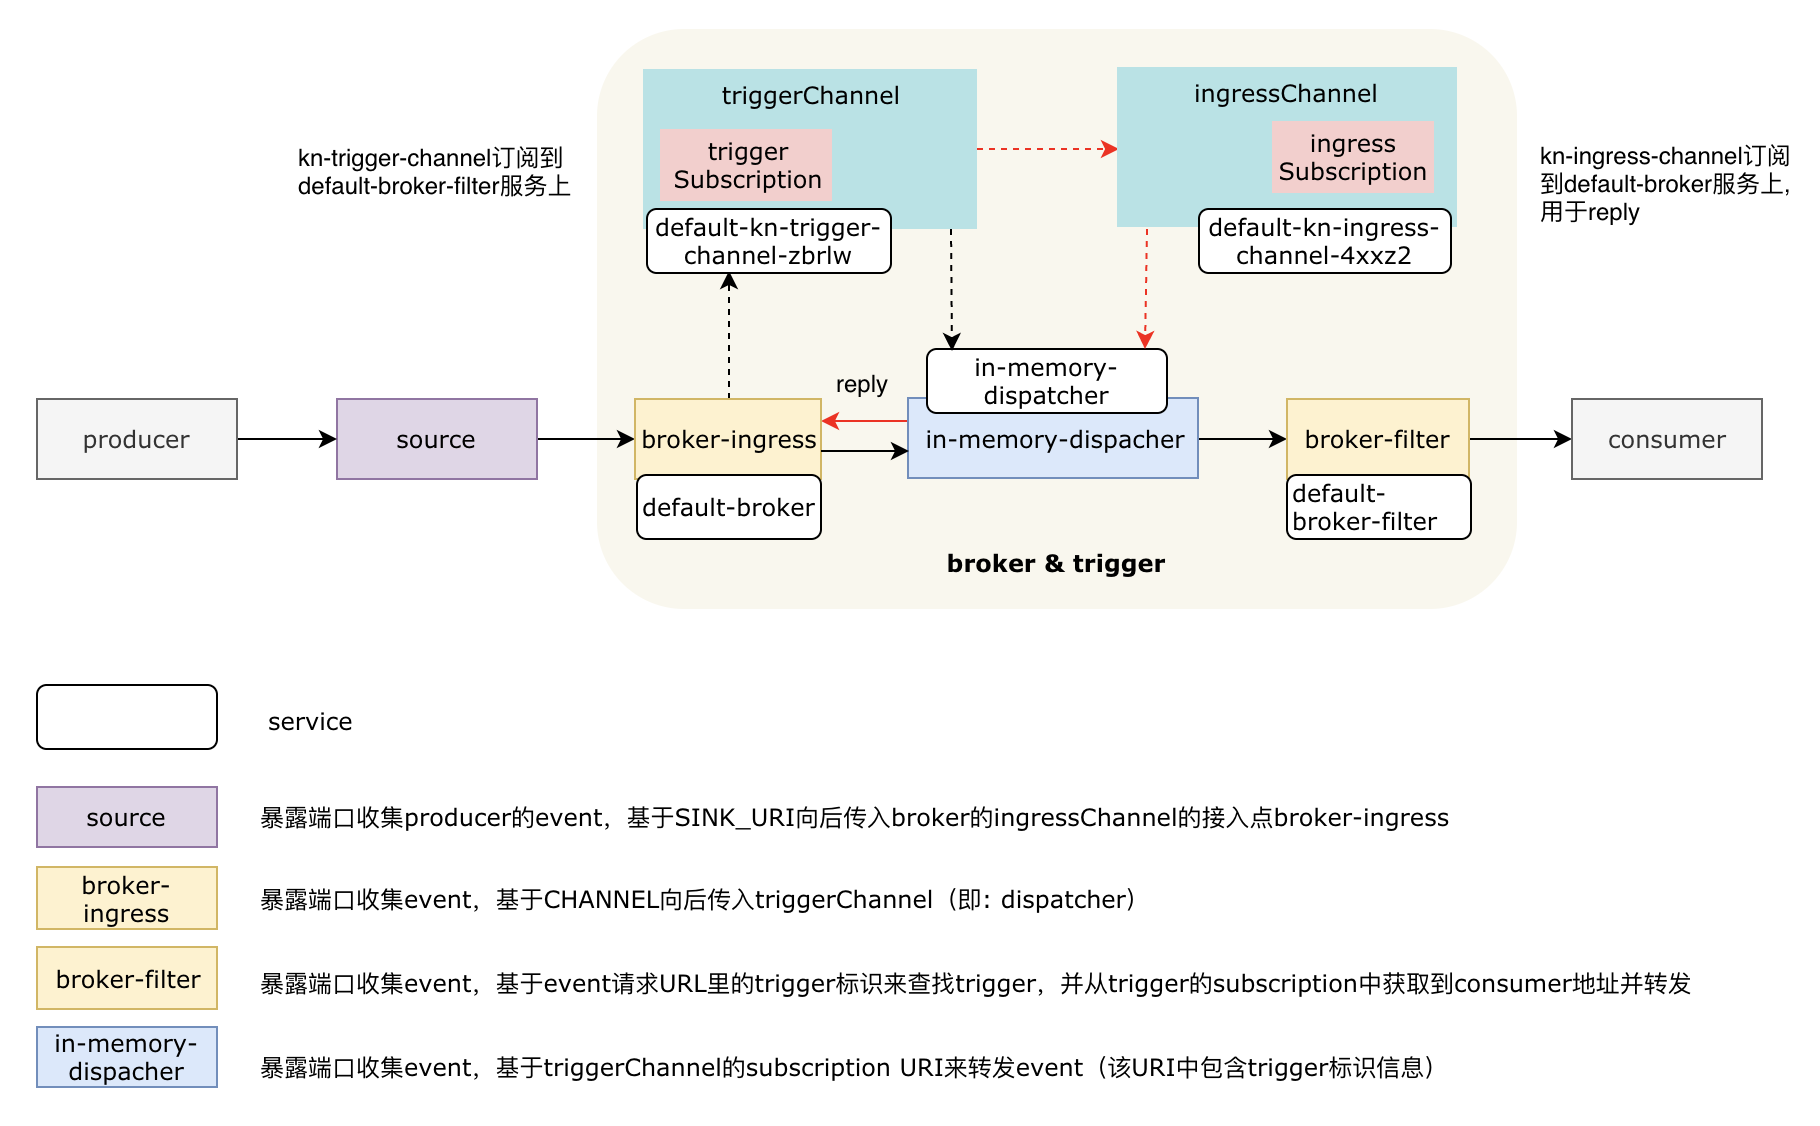 triggerChannel
ingressChannel
trigger
Subscription
ingress
Subscription
kn-trigger-channel订阅到
default-broker-filter服务上
kn-ingress-channel订阅
到default-broker服务上,
用于reply
default-kn-trigger-
channel-zbrlw
default-kn-ingress-
channel-4xxz2
in-memory-
dispatcher
reply
producer
source
broker-ingress
in-memory-dispacher
broker-filter
consumer
default-broker
default-
broker-filter
broker & trigger
service
source
暴露端口收集producer的event，基于SINK_URI向后传入broker的ingressChannel的接入点broker-ingress
broker-
ingress
暴露端口收集event，基于CHANNEL向后传入triggerChannel（即：dispatcher）
broker-filter
暴露端口收集event，基于event请求URL里的trigger标识来查找trigger，并从trigger的subscription中获取到consumer地址并转发
in-memory-
dispacher
暴露端口收集event，基于triggerChannel的subscription URI来转发event（该URI中包含trigger标识信息）